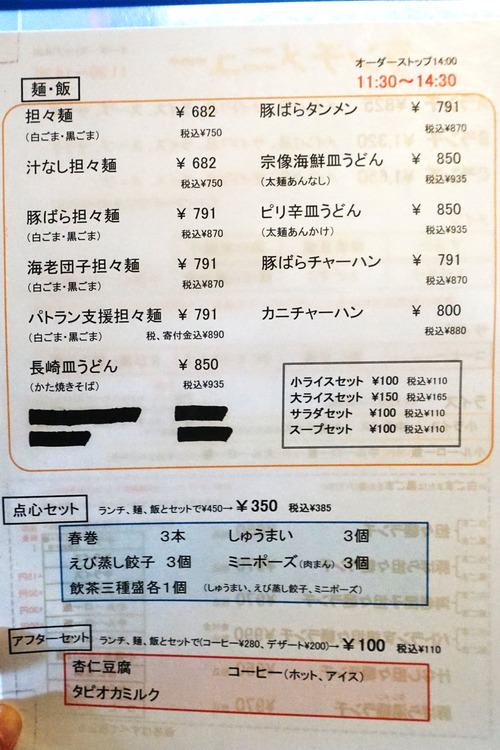 オーダーストップ14:00
11:30〜14:30
麺・飯
担々麺 ¥ 682
(白ごま・黒ごま) 税込¥750
汁なし担々麺 ¥ 682
税込¥750
豚ばら担々麺 ¥ 791
(白ごま・黒ごま) 税込¥870
海老団子担々麺 ¥ 791
(白ごま・黒ごま) 税込¥870
パトラン支援担々麺 ¥ 791
(白ごま・黒ごま) 税、寄付金込¥890
長崎皿うどん ¥ 850
(かた焼きそば) 税込¥935
豚ばらタンメン ¥ 791
税込¥870
宗像海鮮皿うどん ¥ 850
(太麺あんなし) 税込¥935
ピリ辛皿うどん ¥ 850
(太麺あんかけ) 税込¥935
豚ばらチャーハン ¥ 791
税込¥870
カニチャーハン ¥ 800
税込¥880
小ライスセット ¥100 税込¥110
大ライスセット ¥150 税込¥165
サラダセット ¥100 税込¥110
スープセット ¥100 税込¥110
点心セット ランチ、麺、飯とセットで¥450→¥350 税込¥385
春巻 3本 しゅうまい 3個
えび蒸し餃子 3個 ミニポーズ(肉まん) 3個
飲茶三種盛各1個 (しゅうまい、えび蒸し餃子、ミニポーズ)
アフターセット ランチ、麺、飯とセットで(コーヒー¥280、デザート¥200)→¥100 税込¥110
杏仁豆腐 コーヒー(ホット、アイス)
タピオカミルク